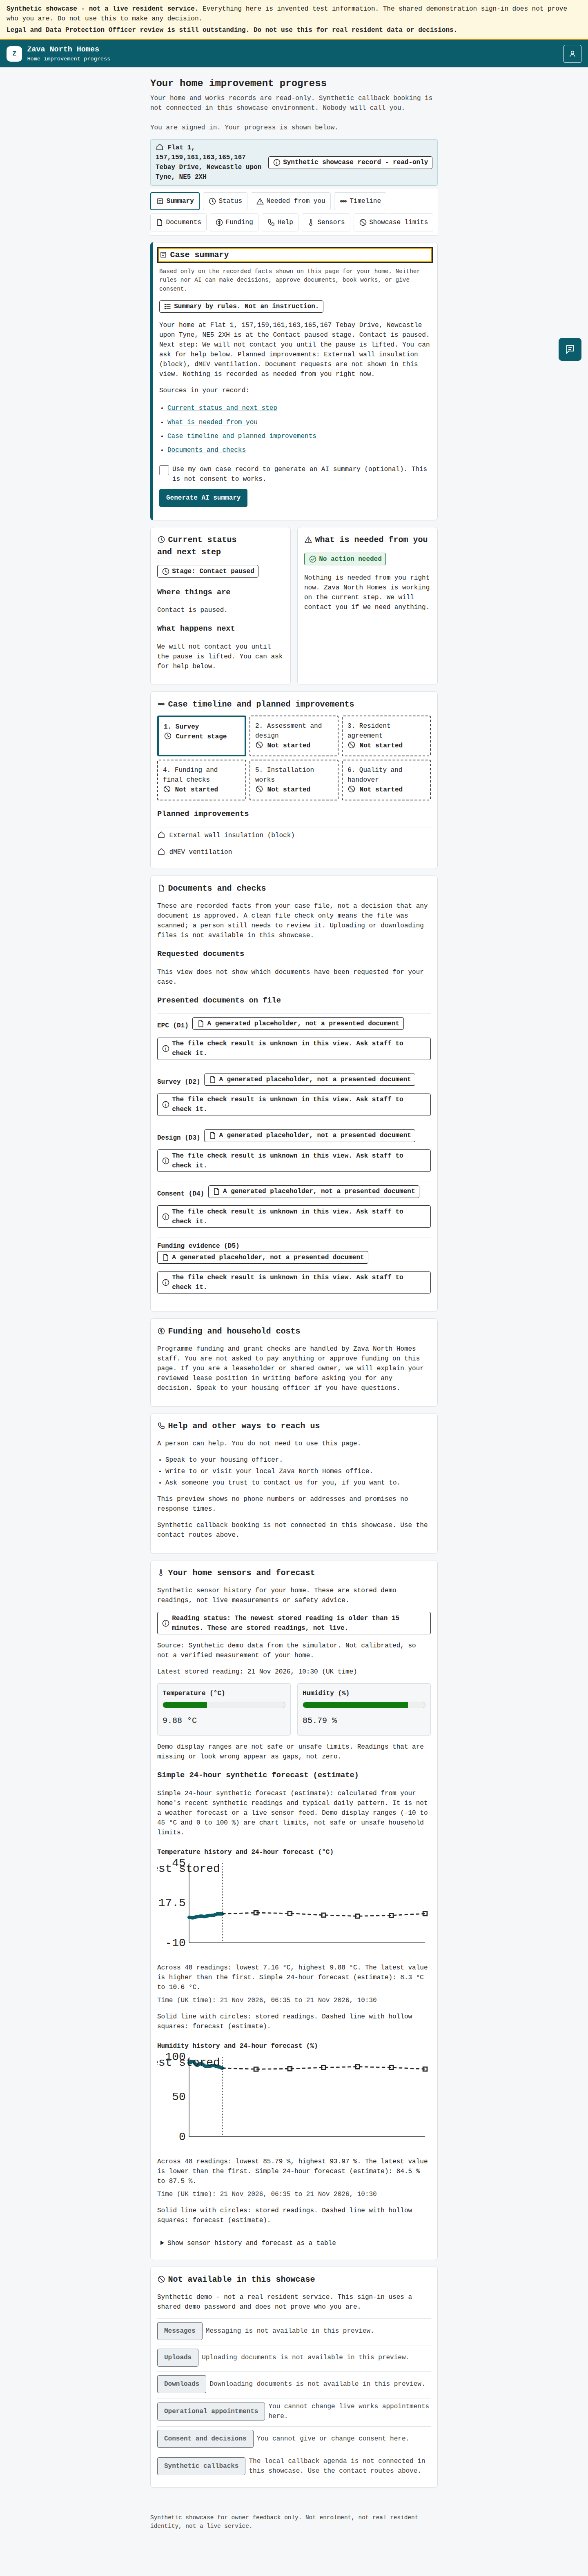 Synthetic showcase - not a live resident service. Everything here is invented test information. The shared demonstration sign-in does not prove
who you are. Do not use this to make any decision.
Legal and Data Protection Officer review is still outstanding. Do not use this for real resident data or decisions.
Z
Zava North Homes
Home improvement progress
Your home improvement progress
Your home and works records are read-only. Synthetic callback booking is
not connected in this showcase environment. Nobody will call you.
You are signed in. Your progress is shown below.
Flat 1,
157,159,161,163,165,167
Tebay Drive, Newcastle upon
Tyne, NE5 2XH
Synthetic showcase record - read-only
Summary
Status
Needed from you
Timeline
Documents
Funding
Help
Sensors
Showcase limits
Case summary
Based only on the recorded facts shown on this page for your home. Neither
rules nor AI can make decisions, approve documents, book works, or give
consent.
Summary by rules. Not an instruction.
Your home at Flat 1, 157,159,161,163,165,167 Tebay Drive, Newcastle
upon Tyne, NE5 2XH is at the Contact paused stage. Contact is paused.
Next step: We will not contact you until the pause is lifted. You can
ask for help below. Planned improvements: External wall insulation
(block), dMEV ventilation. Document requests are not shown in this
view. Nothing is recorded as needed from you right now.
Sources in your record:
• Current status and next step
• What is needed from you
• Case timeline and planned improvements
• Documents and checks
Use my own case record to generate an AI summary (optional). This
is not consent to works.
Generate AI summary
Current status
and next step
Stage: Contact paused
Where things are
Contact is paused.
What happens next
We will not contact you until
the pause is lifted. You can ask
for help below.
What is needed from you
No action needed
Nothing is needed from you right
now. Zava North Homes is working
on the current step. We will
contact you if we need anything.
Case timeline and planned improvements
1. Survey
Current stage
2. Assessment and
design
Not started
3. Resident
agreement
Not started
4. Funding and
final checks
Not started
5. Installation
works
Not started
6. Quality and
handover
Not started
Planned improvements
External wall insulation (block)
dMEV ventilation
Documents and checks
These are recorded facts from your case file, not a decision that any
document is approved. A clean file check only means the file was
scanned; a person still needs to review it. Uploading or downloading
files is not available in this showcase.
Requested documents
This view does not show which documents have been requested for your
case.
Presented documents on file
EPC (D1)
A generated placeholder, not a presented document
The file check result is unknown in this view. Ask staff to
check it.
Survey (D2)
A generated placeholder, not a presented document
The file check result is unknown in this view. Ask staff to
check it.
Design (D3)
A generated placeholder, not a presented document
The file check result is unknown in this view. Ask staff to
check it.
Consent (D4)
A generated placeholder, not a presented document
The file check result is unknown in this view. Ask staff to
check it.
Funding evidence (D5)
A generated placeholder, not a presented document
The file check result is unknown in this view. Ask staff to
check it.
Funding and household costs
Programme funding and grant checks are handled by Zava North Homes
staff. You are not asked to pay anything or approve funding on this
page. If you are a leaseholder or shared owner, we will explain your
reviewed lease position in writing before asking you for any
decision. Speak to your housing officer if you have questions.
Help and other ways to reach us
A person can help. You do not need to use this page.
• Speak to your housing officer.
• Write to or visit your local Zava North Homes office.
• Ask someone you trust to contact us for you, if you want to.
This preview shows no phone numbers or addresses and promises no
response times.
Synthetic callback booking is not connected in this showcase. Use the
contact routes above.
Your home sensors and forecast
Synthetic sensor history for your home. These are stored demo
readings, not live measurements or safety advice.
Reading status: The newest stored reading is older than 15
minutes. These are stored readings, not live.
Source: Synthetic demo data from the simulator. Not calibrated, so
not a verified measurement of your home.
Latest stored reading: 21 Nov 2026, 10:30 (UK time)
Temperature (°C)
9.88 °C
Humidity (%)
85.79 %
Demo display ranges are not safe or unsafe limits. Readings that are
missing or look wrong appear as gaps, not zero.
Simple 24-hour synthetic forecast (estimate)
Simple 24-hour synthetic forecast (estimate): calculated from your
home's recent synthetic readings and typical daily pattern. It is not
a weather forecast or a live sensor feed. Demo display ranges (-10 to
45 °C and 0 to 100 %) are chart limits, not safe or unsafe household
limits.
Temperature history and 24-hour forecast (°C)
45
st stored
17.5
-10
Across 48 readings: lowest 7.16 °C, highest 9.88 °C. The latest value
is higher than the first. Simple 24-hour forecast (estimate): 8.3 °C
to 10.6 °C.
Time (UK time): 21 Nov 2026, 06:35 to 21 Nov 2026, 10:30
Solid line with circles: stored readings. Dashed line with hollow
squares: forecast (estimate).
Humidity history and 24-hour forecast (%)
100
st stored
50
0
Across 48 readings: lowest 85.79 %, highest 93.97 %. The latest value
is lower than the first. Simple 24-hour forecast (estimate): 84.5 %
to 87.5 %.
Time (UK time): 21 Nov 2026, 06:35 to 21 Nov 2026, 10:30
Solid line with circles: stored readings. Dashed line with hollow
squares: forecast (estimate).
Show sensor history and forecast as a table
Not available in this showcase
Synthetic demo - not a real resident service. This sign-in uses a
shared demo password and does not prove who you are.
Messages
Messaging is not available in this preview.
Uploads
Uploading documents is not available in this preview.
Downloads
Downloading documents is not available in this preview.
Operational appointments
You cannot change live works appointments
here.
Consent and decisions
You cannot give or change consent here.
Synthetic callbacks
The local callback agenda is not connected in
this showcase. Use the contact routes above.
Synthetic showcase for owner feedback only. Not enrolment, not real resident
identity, not a live service.